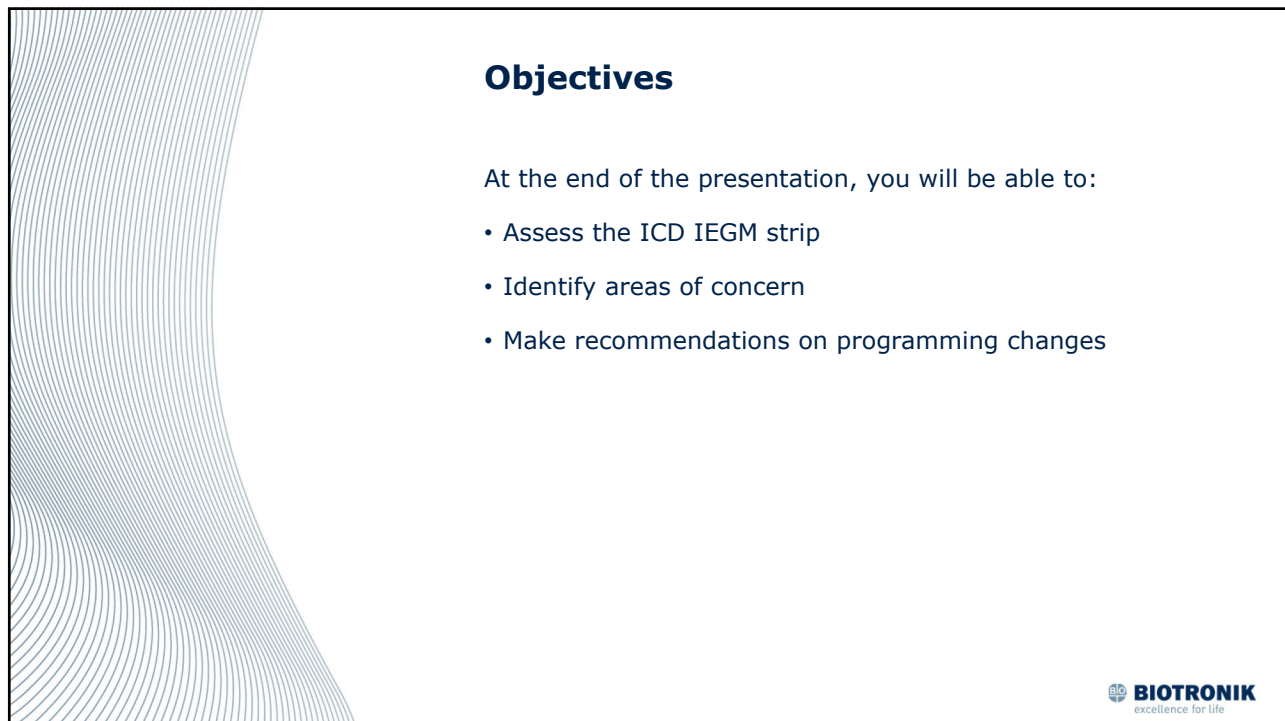 Objectives
At the end of the presentation, you will be able to:
• Assess the ICD IEGM strip
• Identify areas of concern
• Make recommendations on programming changes
BIO BIOTRONIK
excellence for life